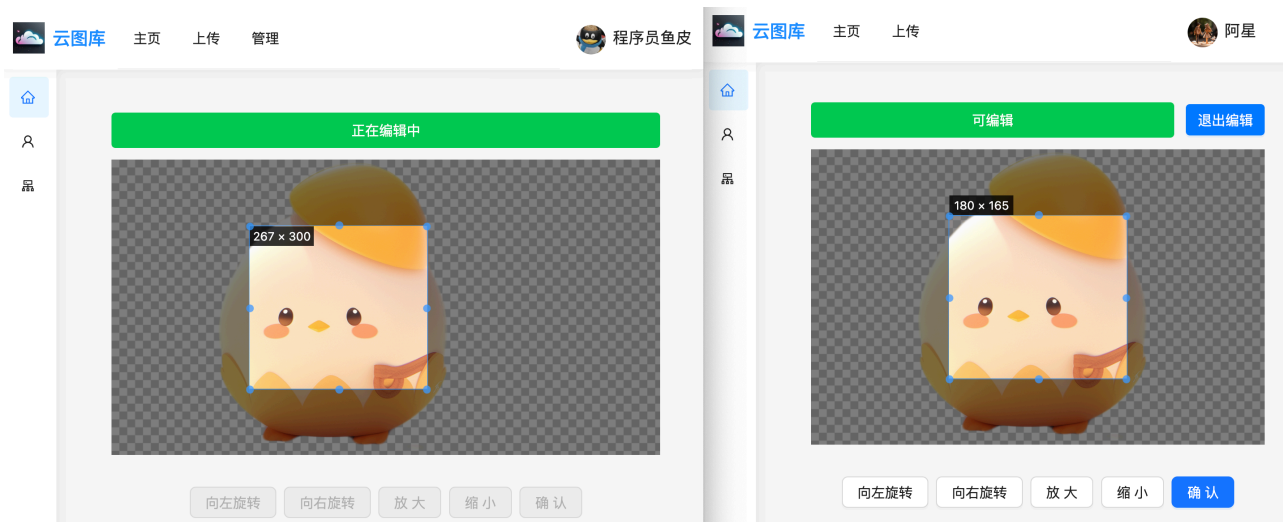 云图库 主页 上传 管理 程序员鱼皮
正在编辑中
267 × 300
向左旋转 向右旋转 放大 缩小 确认
云图库 主页 上传 阿星
可编辑 退出编辑
180 × 165
向左旋转 向右旋转 放大 缩小 确认